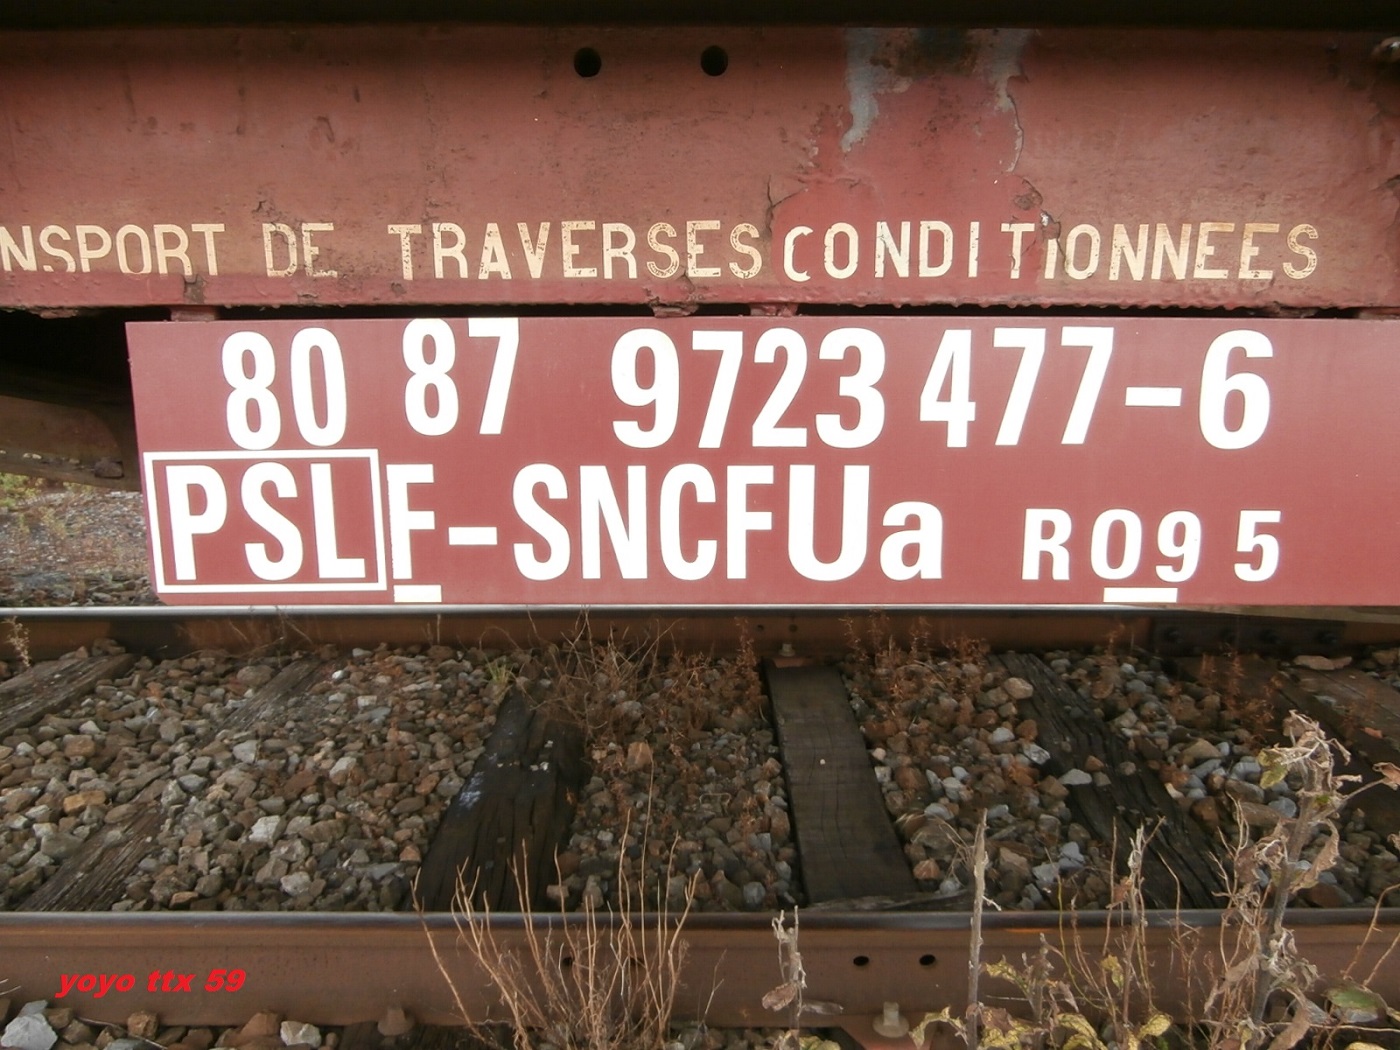 NSPORT DE TRAVERSES CONDITIONNEES
80 87 9723 477-6
PSL F-SNCF Ua R09 5
yoyo ttx 59